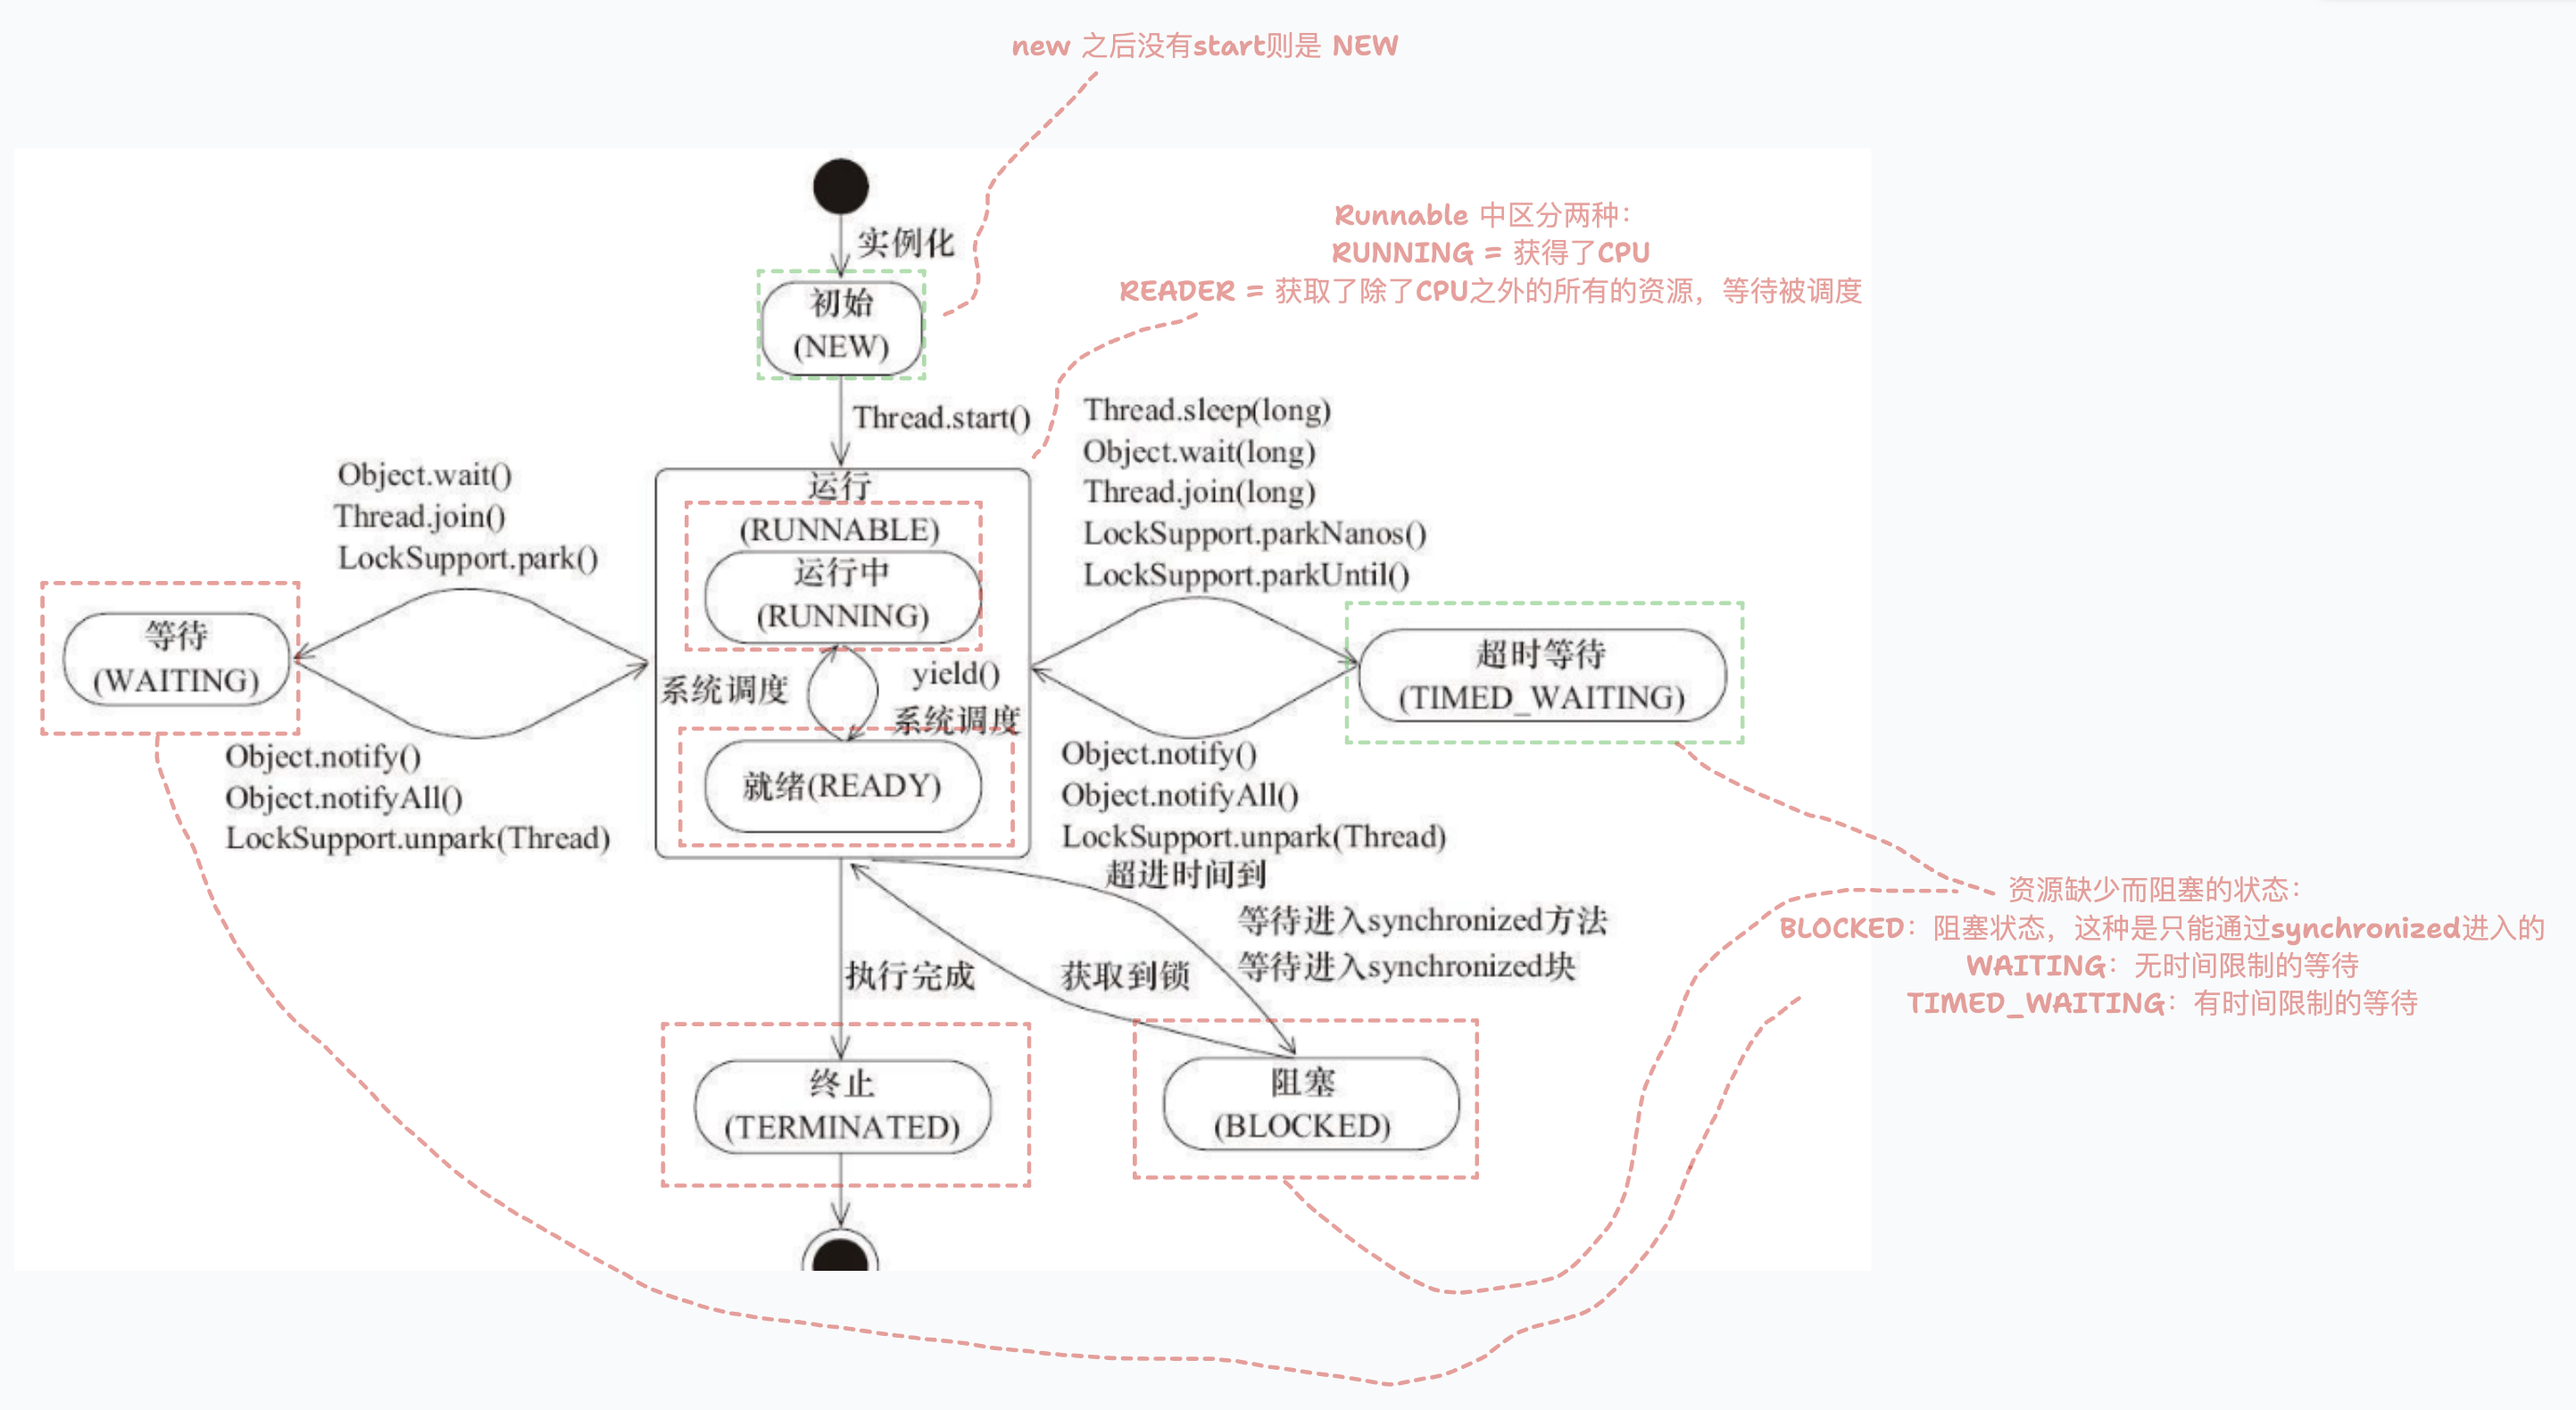 new 之后没有start则是 NEW
实例化
Runnable 中区分两种：
RUNNING = 获得了CPU
READER = 获取了除了CPU之外的所有的资源，等待被调度
初始
(NEW)
Thread.start()
Thread.sleep(long)
Object.wait(long)
Thread.join(long)
LockSupport.parkNanos()
LockSupport.parkUntil()
Object.wait()
Thread.join()
LockSupport.park()
运行
(RUNNABLE)
运行中
(RUNNING)
等待
(WAITING)
系统调度
yield()
系统调度
超时等待
(TIMED_WAITING)
就绪(READY)
Object.notify()
Object.notifyAll()
LockSupport.unpark(Thread)
Object.notify()
Object.notifyAll()
LockSupport.unpark(Thread)
超进时间到
等待进入synchronized方法
等待进入synchronized块
执行完成
获取到锁
资源缺少而阻塞的状态：
BLOCKED：阻塞状态，这种是只能通过synchronized进入的
WAITING：无时间限制的等待
TIMED_WAITING：有时间限制的等待
终止
(TERMINATED)
阻塞
(BLOCKED)